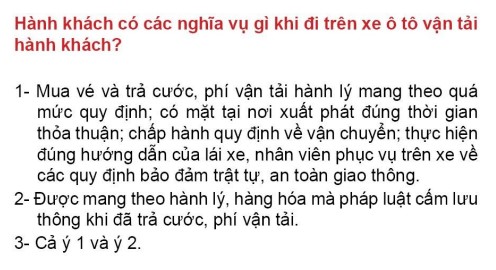 Hành khách có các nghĩa vụ gì khi đi trên xe ô tô vận tải
hành khách?
1- Mua vé và trả cước, phí vận tải hành lý mang theo quá
mức quy định; có mặt tại nơi xuất phát đúng thời gian
thỏa thuận; chấp hành quy định về vận chuyển; thực hiện
đúng hướng dẫn của lái xe, nhân viên phục vụ trên xe về
các quy định bảo đảm trật tự, an toàn giao thông.
2- Được mang theo hành lý, hàng hóa mà pháp luật cấm lưu
thông khi đã trả cước, phí vận tải.
3- Cả ý 1 và ý 2.